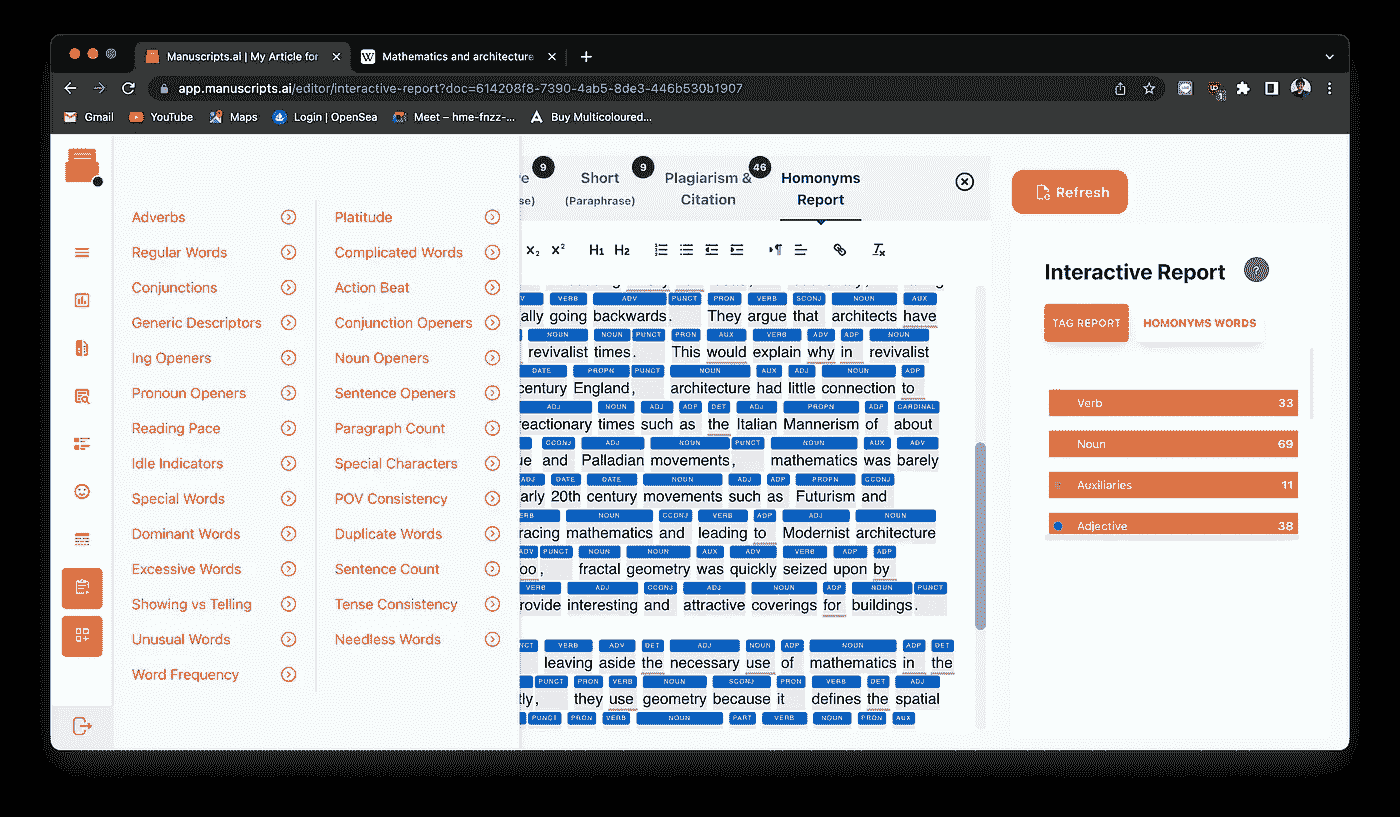 Manuscripts.ai | My Article for
Mathematics and architecture
app.manuscripts.ai/editor/interactive-report?doc=614208f8-7390-4ab5-8de3-446b530b1907
Gmail YouTube Maps Login | OpenSea Meet – hme-fnzz-... Buy Multicoloured...
Adverbs
Regular Words
Conjunctions
Generic Descriptors
Ing Openers
Pronoun Openers
Reading Pace
Idle Indicators
Special Words
Dominant Words
Excessive Words
Showing vs Telling
Unusual Words
Word Frequency
Platitude
Complicated Words
Action Beat
Conjunction Openers
Noun Openers
Sentence Openers
Paragraph Count
Special Characters
POV Consistency
Duplicate Words
Sentence Count
Tense Consistency
Needless Words
9 9 46
Short Plagiarism & Homonyms
(Paraphrase) Citation Report
X₂ X² H1 H2
VERB ADV PUNCT PRON VERB SCONJ NOUN AUX
ally going backwards. They argue that architects have
NOUN NOUN PUNCT PRON AUX VERB ADV ADP NOUN
revivalist times. This would explain why in revivalist
DATE PROPN PUNCT NOUN AUX ADJ NOUN ADP
century England, architecture had little connection to
ADJ NOUN ADJ ADP DET ADJ PROPN ADP CARDINAL
reactionary times such as the Italian Mannerism of about
CCONJ ADJ NOUN PUNCT NOUN AUX ADV
ue and Palladian movements, mathematics was barely
ADJ DATE DATE NOUN ADJ ADP PROPN CCONJ
arly 20th century movements such as Futurism and
VERB NOUN CCONJ VERB ADP ADJ NOUN
racing mathematics and leading to Modernist architecture
ADV PUNCT NOUN NOUN AUX ADV VERB ADP ADP
oo, fractal geometry was quickly seized upon by
VERB ADJ CCONJ ADJ NOUN ADP NOUN PUNCT
rovide interesting and attractive coverings for buildings.
VERB ADV DET ADJ NOUN ADP NOUN ADP DET
leaving aside the necessary use of mathematics in the
PUNCT PRON VERB NOUN SCONJ PRON VERB DET ADJ
tly, they use geometry because it defines the spatial
PUNCT PRON VERB NOUN PART VERB NOUN PRON AUX
Refresh
Interactive Report ?
TAG REPORT HOMONYMS WORDS
Verb 33
Noun 69
Auxiliaries 11
Adjective 38